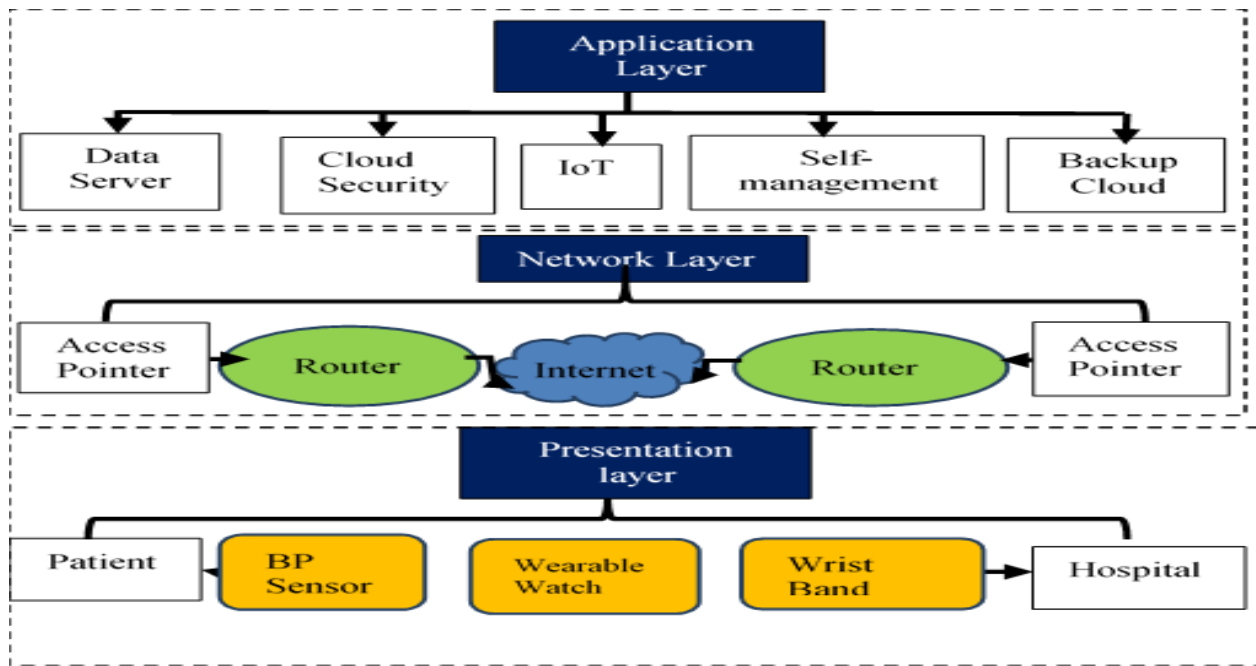 Application
Layer
Data
Server
Cloud
Security
IoT
Self-
management
Backup
Cloud
Network Layer
Access
Pointer
Router
Internet
Router
Access
Pointer
Presentation
layer
Patient
BP
Sensor
Wearable
Watch
Wrist
Band
Hospital